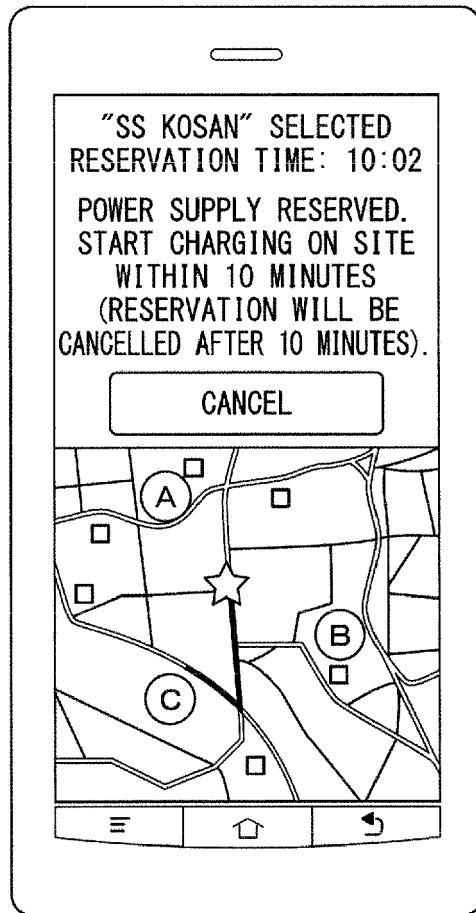 "SS KOSAN" SELECTED
RESERVATION TIME: 10:02
POWER SUPPLY RESERVED.
START CHARGING ON SITE
WITHIN 10 MINUTES
(RESERVATION WILL BE
CANCELLED AFTER 10 MINUTES).
CANCEL
A
B
C